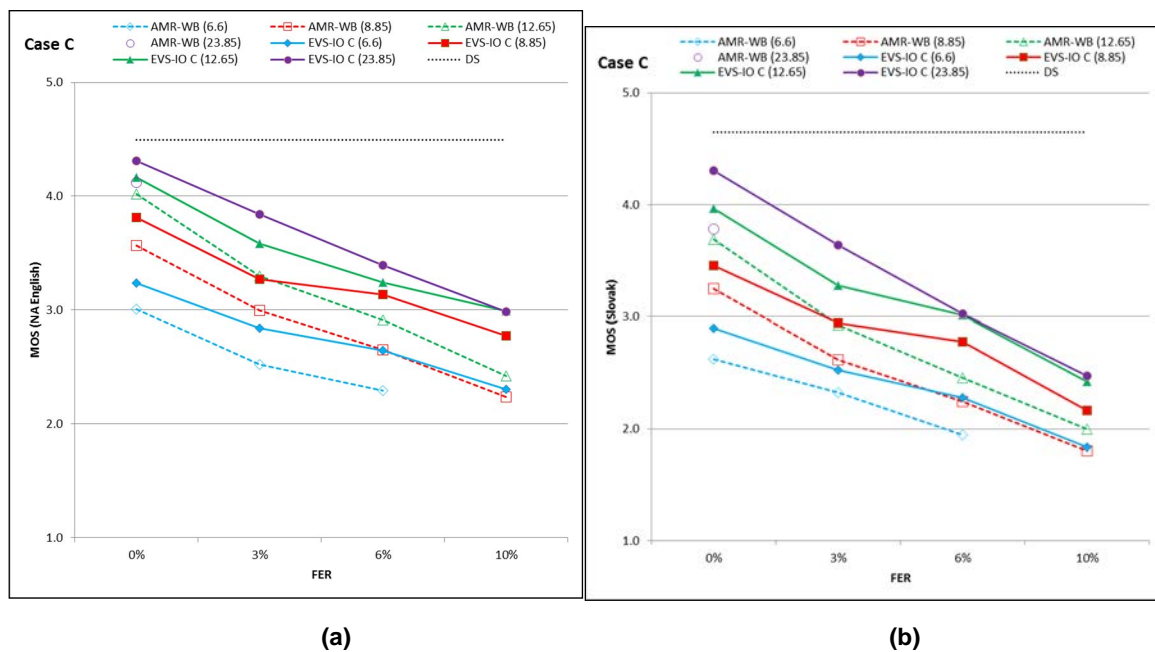 AMR-WB (6.6) AMR-WB (8.85) AMR-WB (12.65)
Case C AMR-WB (23.85) EVS-IO C (6.6) EVS-IO C (8.85)
EVS-IO C (12.65) EVS-IO C (23.85) DS
5.0
4.0
3.0
2.0
1.0
MOS (NA English)
0% 3% 6% 10%
FER
(a)
AMR-WB (6.6) AMR-WB (8.85) AMR-WB (12.65)
Case C AMR-WB (23.85) EVS-IO C (6.6) EVS-IO C (8.85)
EVS-IO C (12.65) EVS-IO C (23.85) DS
5.0
4.0
3.0
2.0
1.0
MOS (Slovak)
0% 3% 6% 10%
FER
(b)